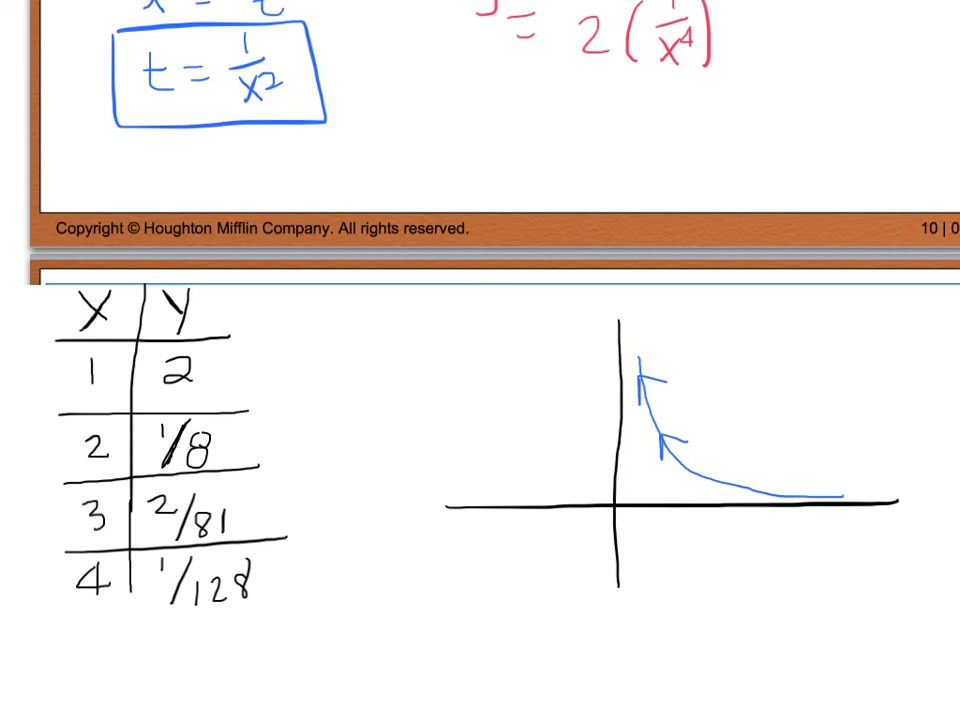 t = 1/x²
= 2 (1/x⁴)
Copyright © Houghton Mifflin Company. All rights reserved.
10 | 0
X Y
1 2
2 1/8
3 2/81
4 1/128